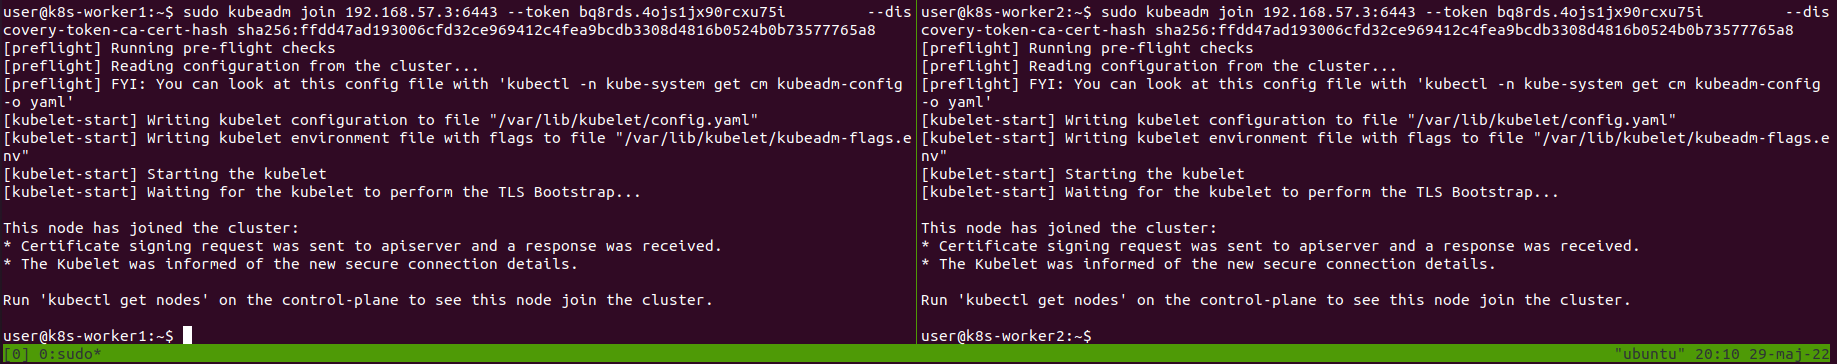 user@k8s-worker1:~$ sudo kubeadm join 192.168.57.3:6443 --token bq8rds.4ojs1jx90rcxu75i         --dis
covery-token-ca-cert-hash sha256:ffdd47ad193006cfd32ce969412c4fea9bcdb3308d4816b0524b0b73577765a8
[preflight] Running pre-flight checks
[preflight] Reading configuration from the cluster...
[preflight] FYI: You can look at this config file with 'kubectl -n kube-system get cm kubeadm-config
-o yaml'
[kubelet-start] Writing kubelet configuration to file "/var/lib/kubelet/config.yaml"
[kubelet-start] Writing kubelet environment file with flags to file "/var/lib/kubelet/kubeadm-flags.e
nv"
[kubelet-start] Starting the kubelet
[kubelet-start] Waiting for the kubelet to perform the TLS Bootstrap...

This node has joined the cluster:
* Certificate signing request was sent to apiserver and a response was received.
* The Kubelet was informed of the new secure connection details.

Run 'kubectl get nodes' on the control-plane to see this node join the cluster.

user@k8s-worker1:~$
user@k8s-worker2:~$ sudo kubeadm join 192.168.57.3:6443 --token bq8rds.4ojs1jx90rcxu75i         --dis
covery-token-ca-cert-hash sha256:ffdd47ad193006cfd32ce969412c4fea9bcdb3308d4816b0524b0b73577765a8
[preflight] Running pre-flight checks
[preflight] Reading configuration from the cluster...
[preflight] FYI: You can look at this config file with 'kubectl -n kube-system get cm kubeadm-config
-o yaml'
[kubelet-start] Writing kubelet configuration to file "/var/lib/kubelet/config.yaml"
[kubelet-start] Writing kubelet environment file with flags to file "/var/lib/kubelet/kubeadm-flags.e
nv"
[kubelet-start] Starting the kubelet
[kubelet-start] Waiting for the kubelet to perform the TLS Bootstrap...

This node has joined the cluster:
* Certificate signing request was sent to apiserver and a response was received.
* The Kubelet was informed of the new secure connection details.

Run 'kubectl get nodes' on the control-plane to see this node join the cluster.

user@k8s-worker2:~$
[0] 0:sudo* "ubuntu" 20:10 29-maj-22